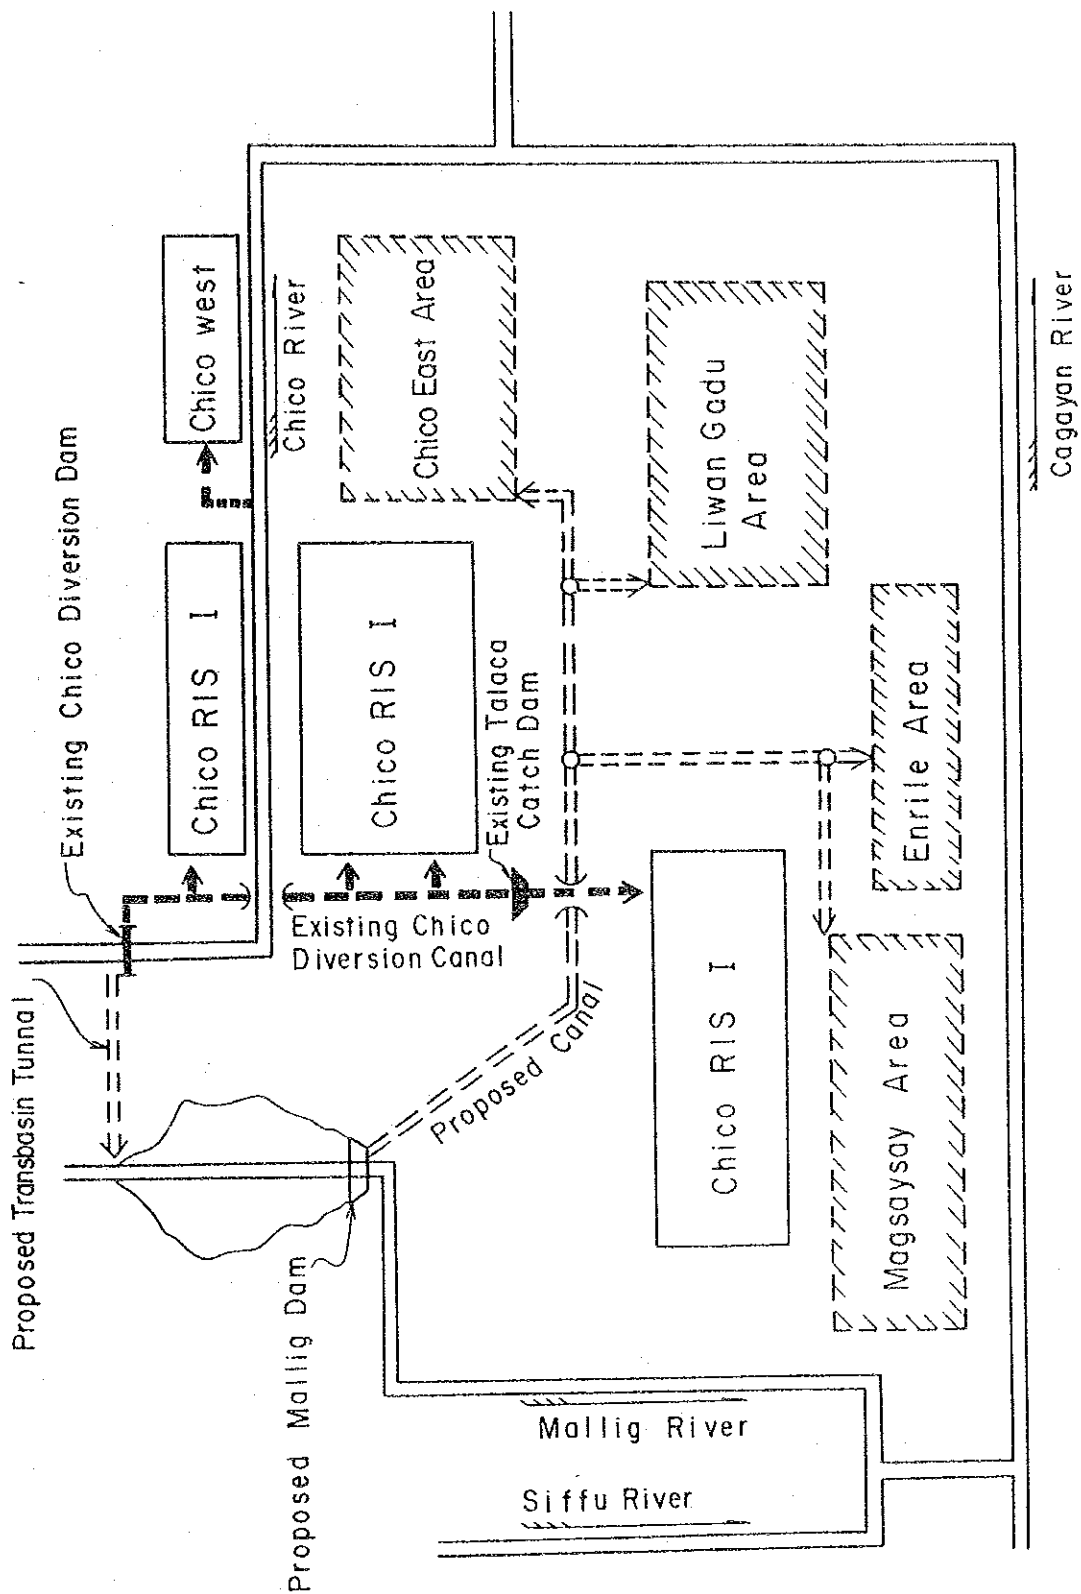 Proposed Transbasin Tunnal
Existing Chico Diversion Dam
Chico RIS I
Chico west
Chico River
Chico RIS I
Chico East Area
Existing Chico
Diversion Canal
Existing Talaca
Catch Dam
Proposed Mallig Dam
Proposed Canal
Liwan Gadu
Area
Chico RIS I
Enrile Area
Magsaysay Area
Mallig River
Siffu River
Cagayan River